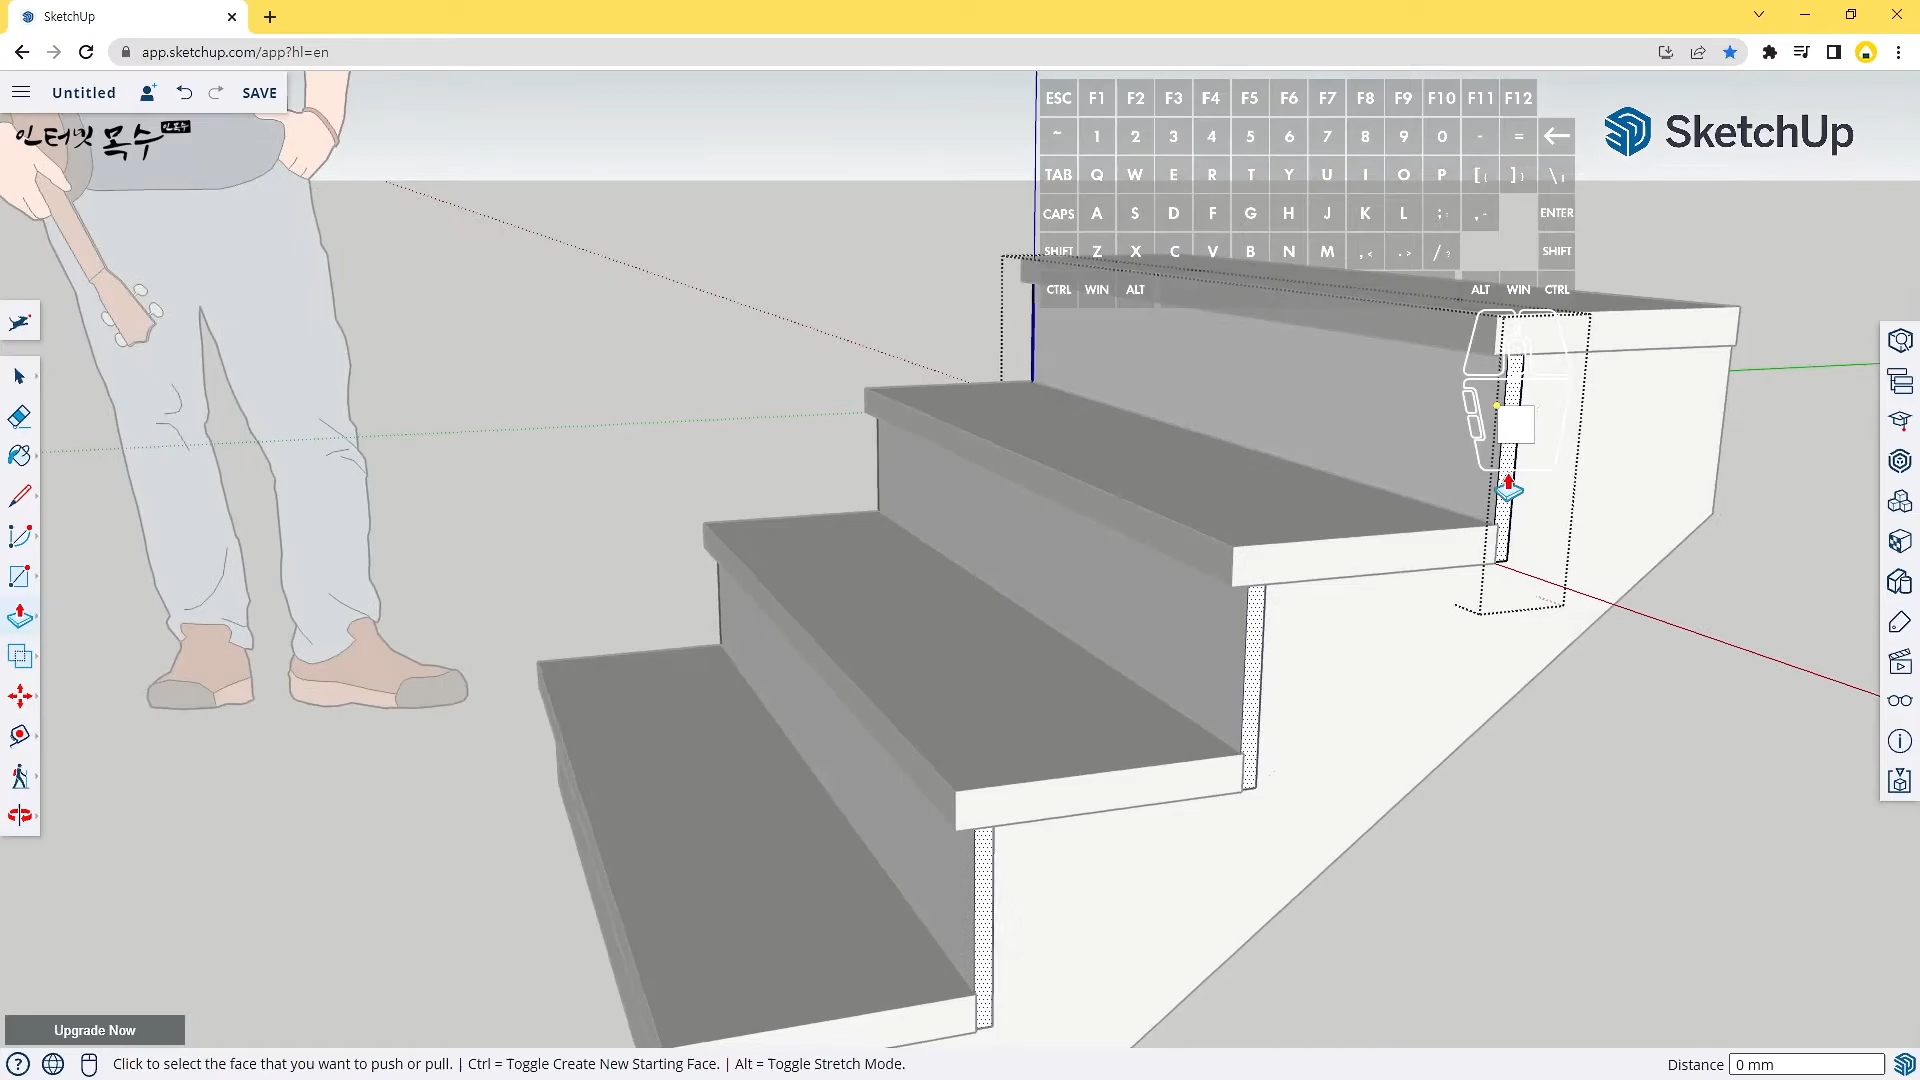 SketchUp
app.sketchup.com/app?hl=en
Untitled
SAVE
인터넷 목수
SketchUp
ESC F1 F2 F3 F4 F5 F6 F7 F8 F9 F10 F11 F12
~ 1 2 3 4 5 6 7 8 9 0 - =
TAB Q W E R T Y U I O P [{ ]} \|
CAPS A S D F G H J K L ;: ENTER
SHIFT Z X C V B N M ,< .> /? SHIFT
CTRL WIN ALT ALT WIN CTRL
Upgrade Now
Click to select the face that you want to push or pull. | Ctrl = Toggle Create New Starting Face. | Alt = Toggle Stretch Mode.
Distance 0 mm